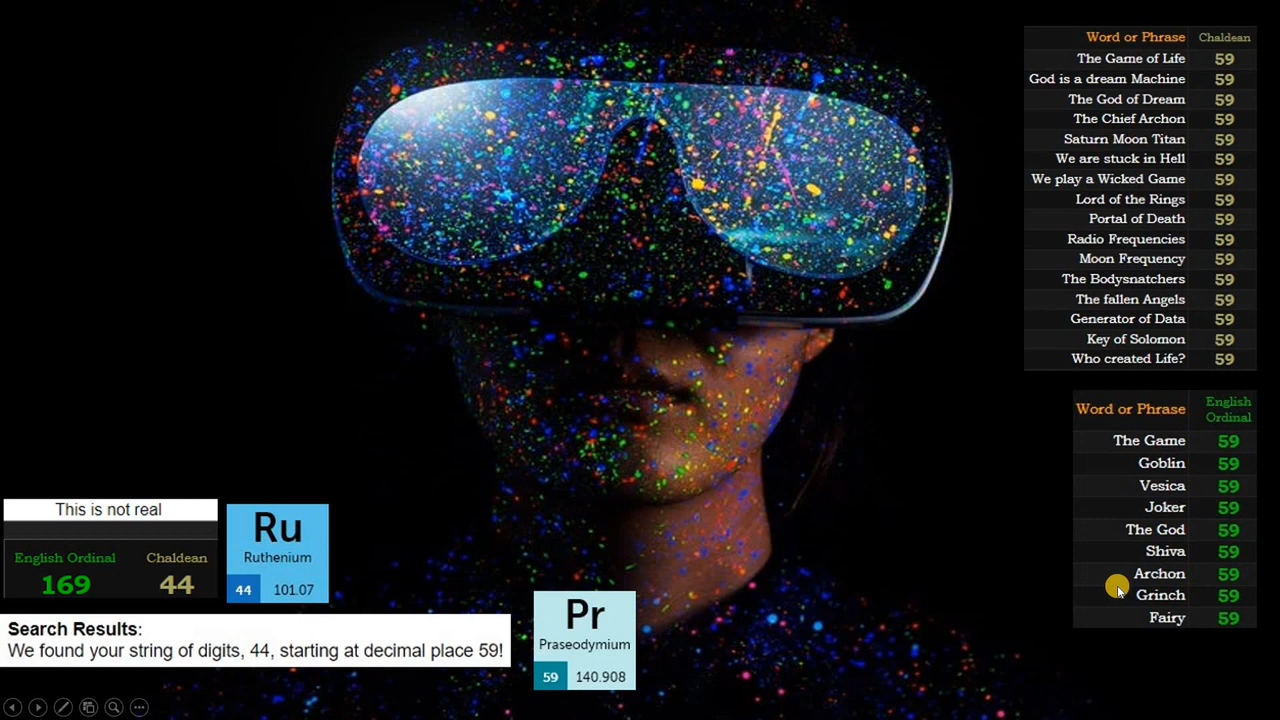 Word or Phrase Chaldean
The Game of Life 59
God is a dream Machine 59
The God of Dream 59
The Chief Archon 59
Saturn Moon Titan 59
We are stuck in Hell 59
We play a Wicked Game 59
Lord of the Rings 59
Portal of Death 59
Radio Frequencies 59
Moon Frequency 59
The Bodysnatchers 59
The fallen Angels 59
Generator of Data 59
Key of Solomon 59
Who created Life? 59
Word or Phrase English Ordinal
The Game 59
Goblin 59
Vesica 59
Joker 59
The God 59
Shiva 59
Archon 59
Grinch 59
Fairy 59
This is not real
English Ordinal Chaldean
169 44
Ru
Ruthenium
44 101.07
Search Results:
We found your string of digits, 44, starting at decimal place 59!
Pr
Praseodymium
59 140.908